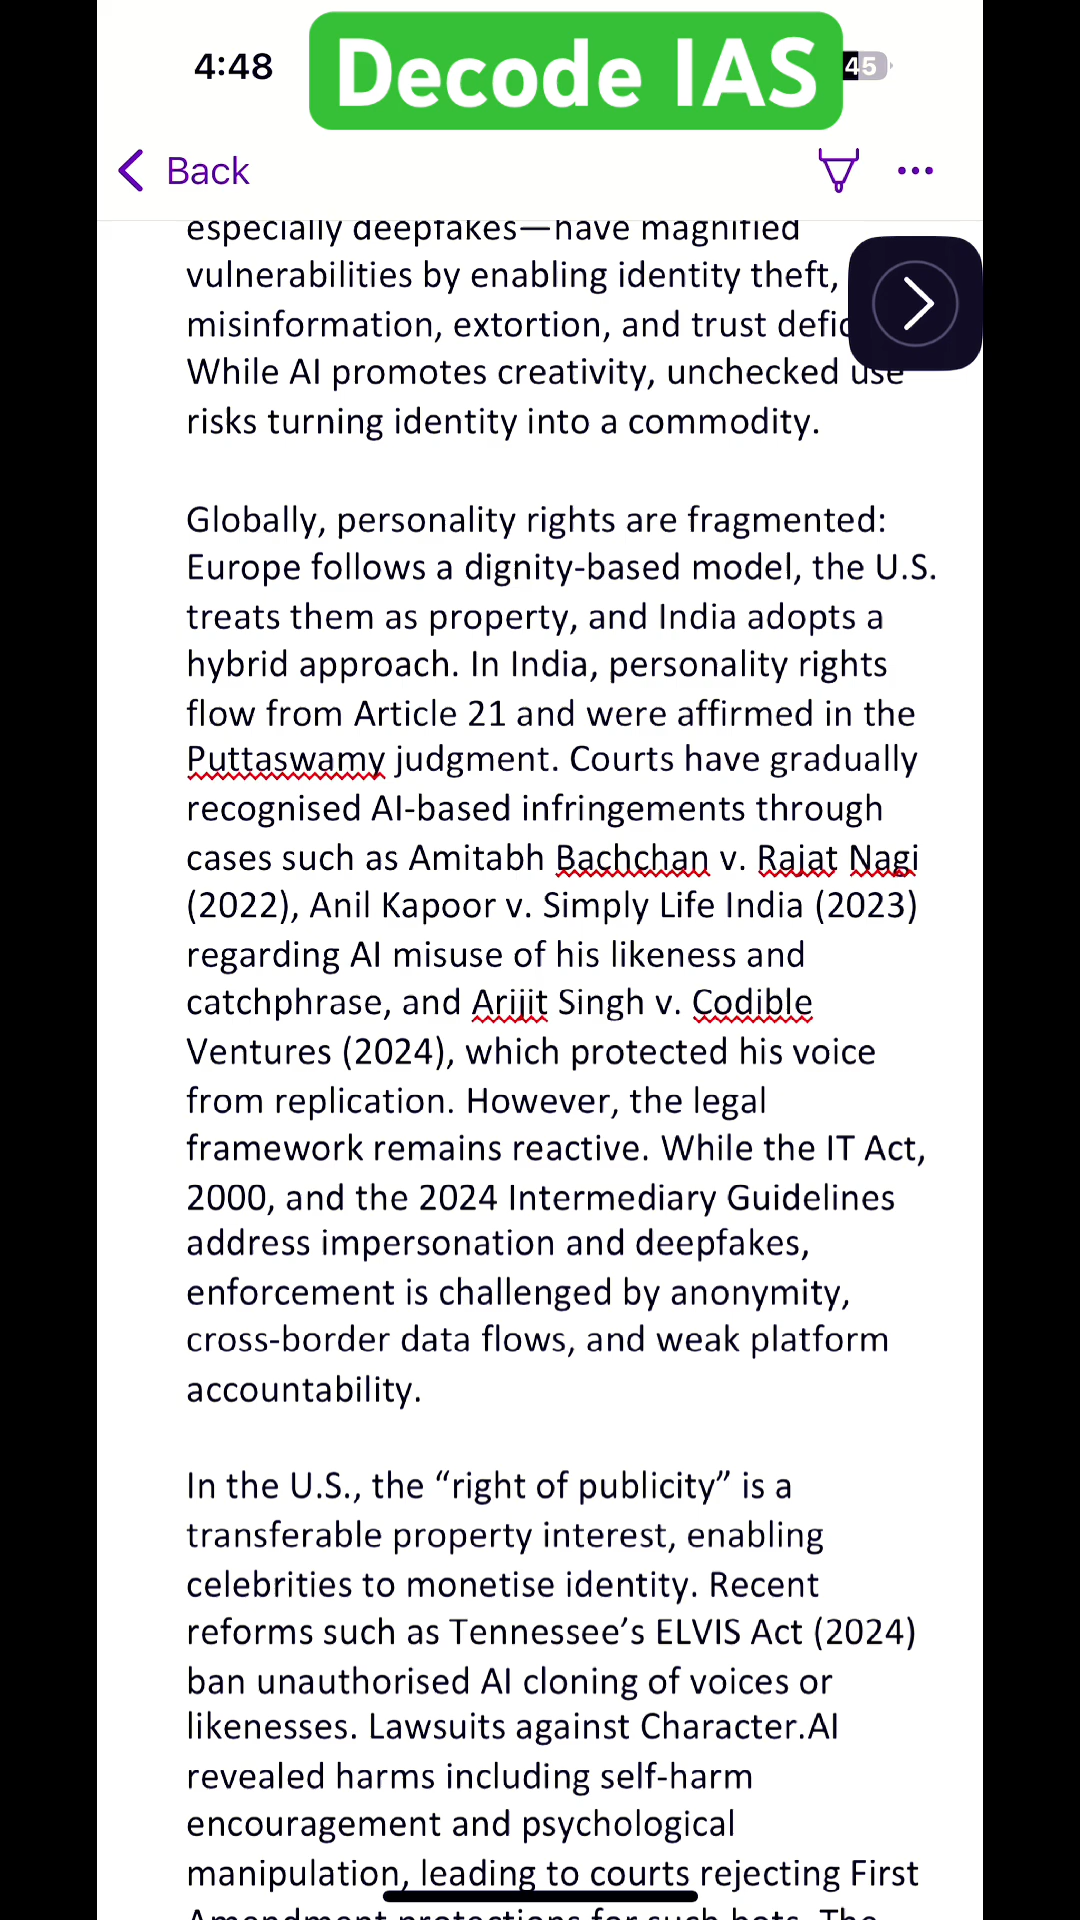 4:48
Decode IAS
45
Back
especially deepfakes—have magnified
vulnerabilities by enabling identity theft,
misinformation, extortion, and trust
While AI promotes creativity, unchecked use
risks turning identity into a commodity.
Globally, personality rights are fragmented:
Europe follows a dignity-based model, the U.S.
treats them as property, and India adopts a
hybrid approach. In India, personality rights
flow from Article 21 and were affirmed in the
Puttaswamy judgment. Courts have gradually
recognised AI-based infringements through
cases such as Amitabh Bachchan v. Rajat Nagi
(2022), Anil Kapoor v. Simply Life India (2023)
regarding AI misuse of his likeness and
catchphrase, and Arijit Singh v. Codible
Ventures (2024), which protected his voice
from replication. However, the legal
framework remains reactive. While the IT Act,
2000, and the 2024 Intermediary Guidelines
address impersonation and deepfakes,
enforcement is challenged by anonymity,
cross-border data flows, and weak platform
accountability.
In the U.S., the “right of publicity” is a
transferable property interest, enabling
celebrities to monetise identity. Recent
reforms such as Tennessee’s ELVIS Act (2024)
ban unauthorised AI cloning of voices or
likenesses. Lawsuits against Character.AI
revealed harms including self-harm
encouragement and psychological
manipulation, leading to courts rejecting First
Amendment protections for such bots. The